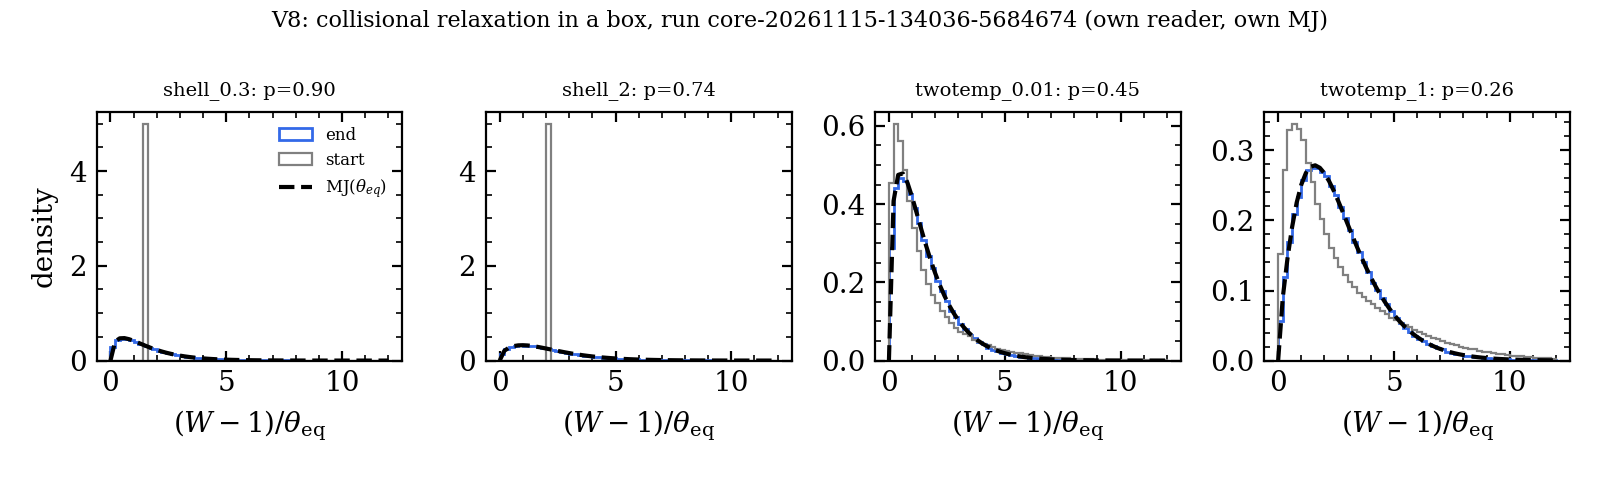 V8: collisional relaxation in a box, run core-20261115-134036-5684674 (own reader, own MJ)
shell_0.3: p=0.90
shell_2: p=0.74
twotemp_0.01: p=0.45
twotemp_1: p=0.26
density
4
2
0
end
start
MJ(θ_eq)
0 5 10
(W − 1)/θ_eq
4
2
0
0 5 10
(W − 1)/θ_eq
0.6
0.4
0.2
0.0
0 5 10
(W − 1)/θ_eq
0.3
0.2
0.1
0.0
0 5 10
(W − 1)/θ_eq